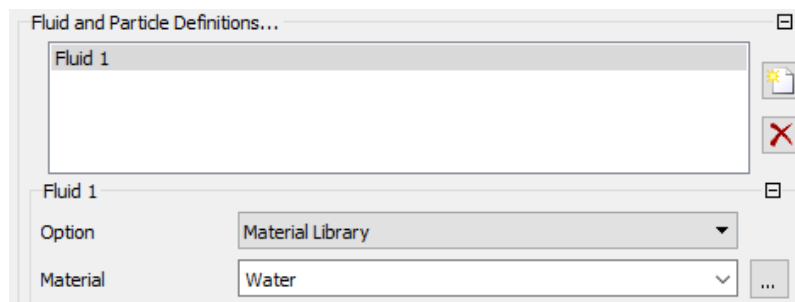 Fluid and Particle Definitions...
Fluid 1
Fluid 1
Option Material Library
Material Water ...